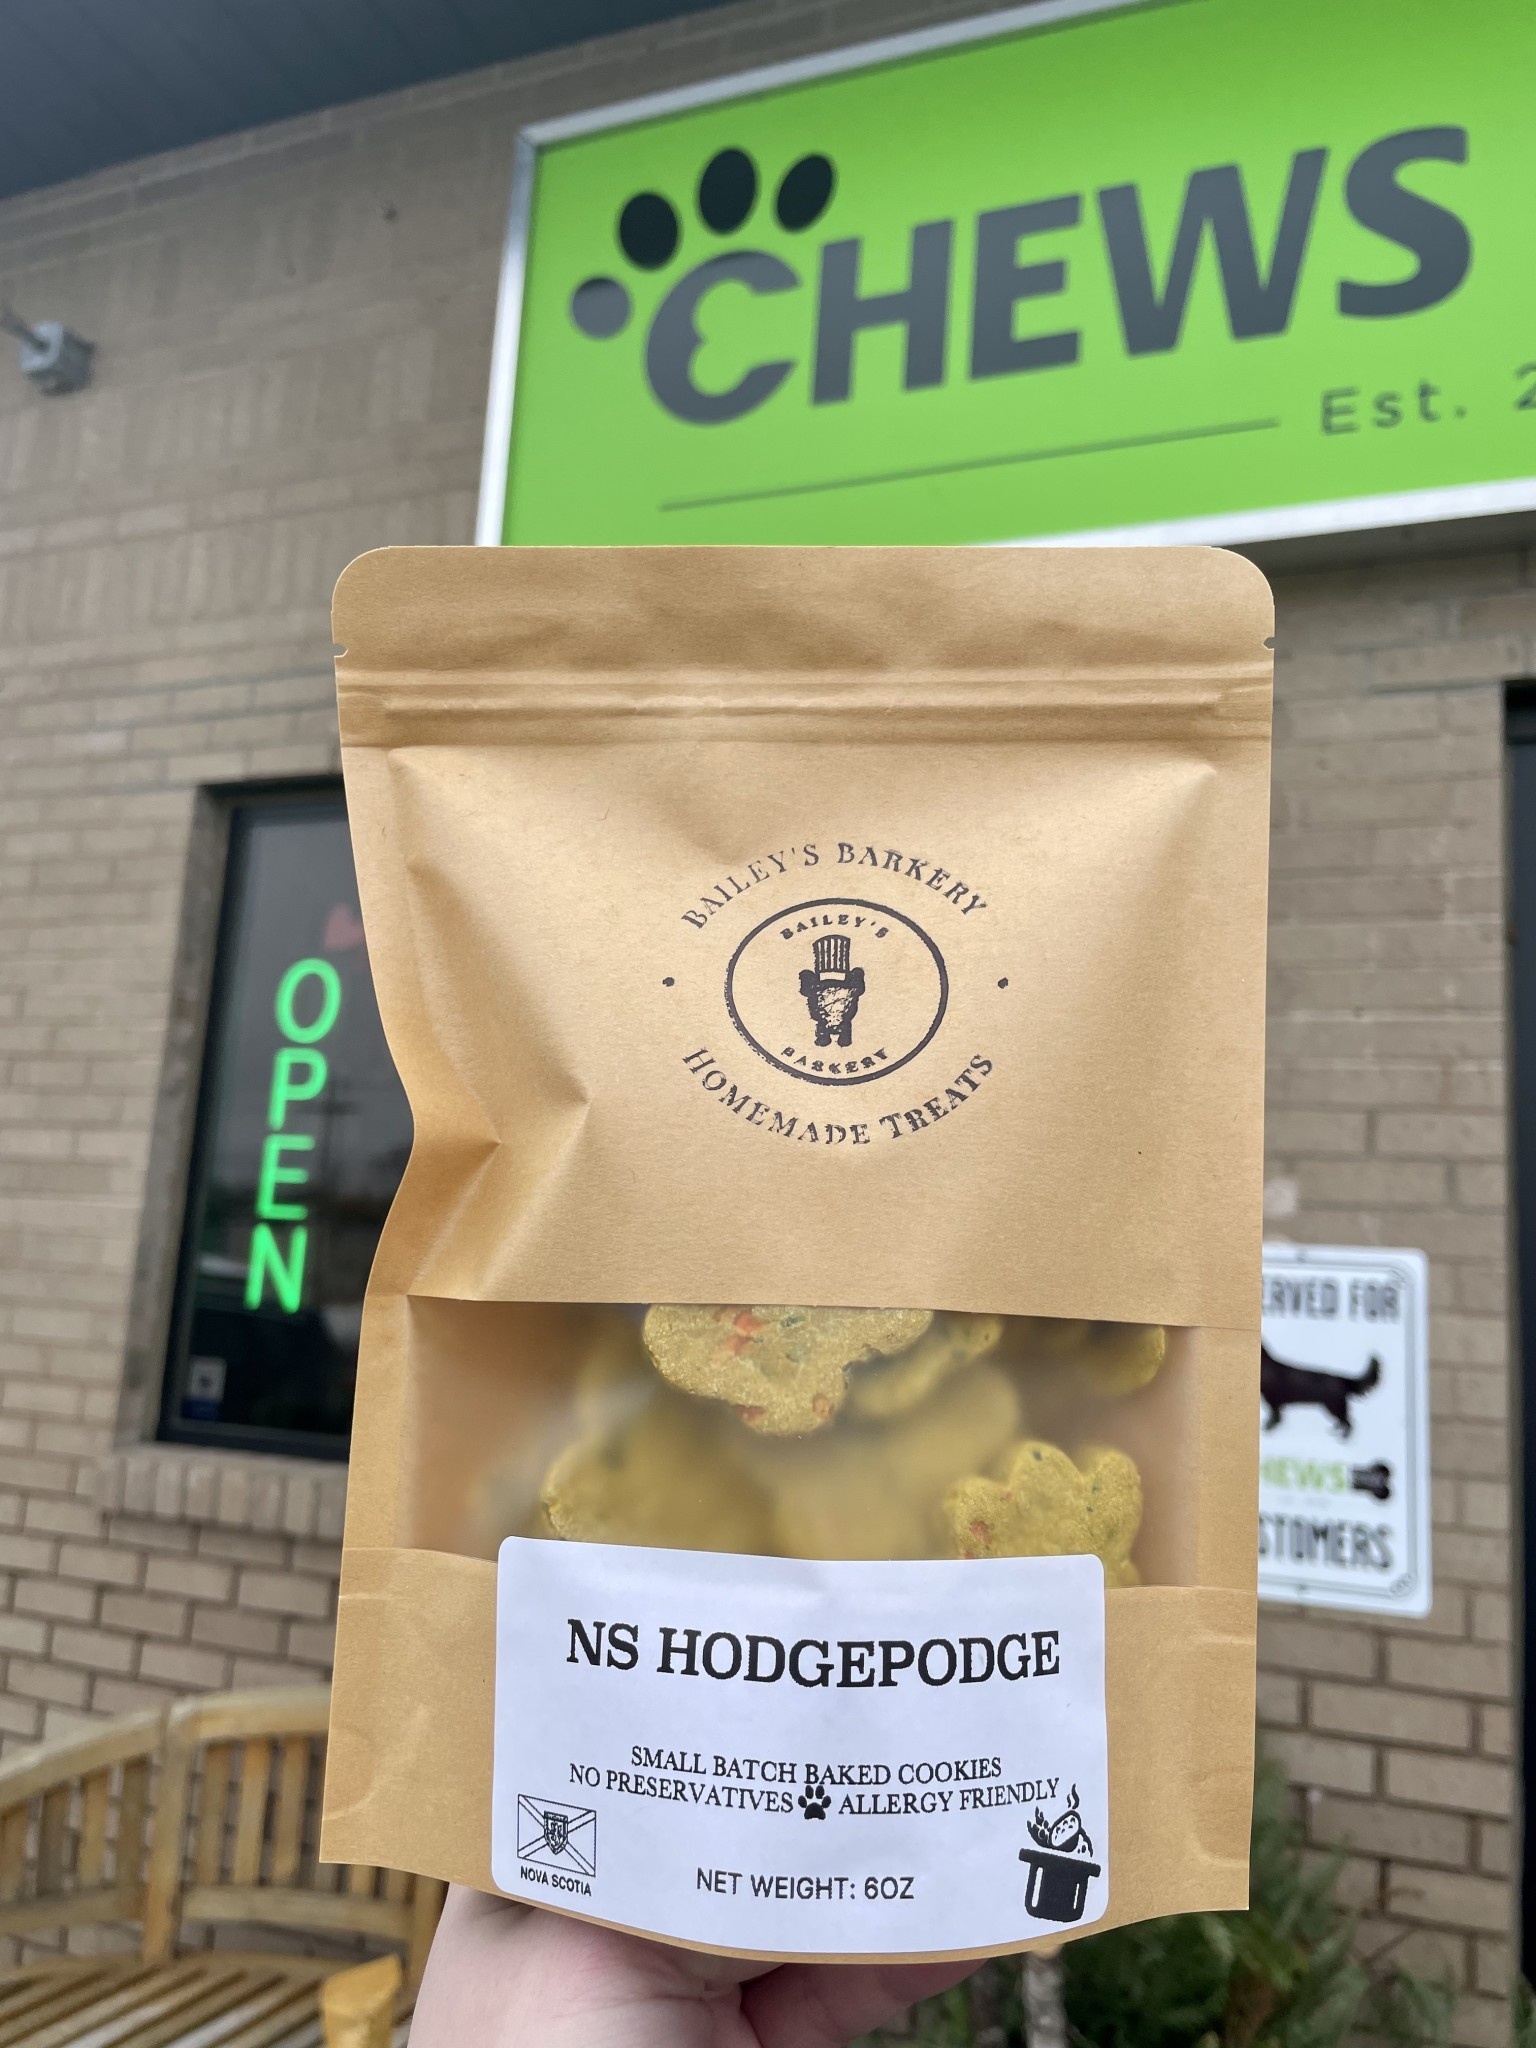 CHEWS
Est. 2
BAILEY'S BARKERY
BAILEY'S
BARKERY
HOMEMADE TREATS
OPEN
ERVED FOR
HEWS
STOMERS
NS HODGEPODGE
SMALL BATCH BAKED COOKIES
NO PRESERVATIVES ALLERGY FRIENDLY
NOVA SCOTIA
NET WEIGHT: 6OZ